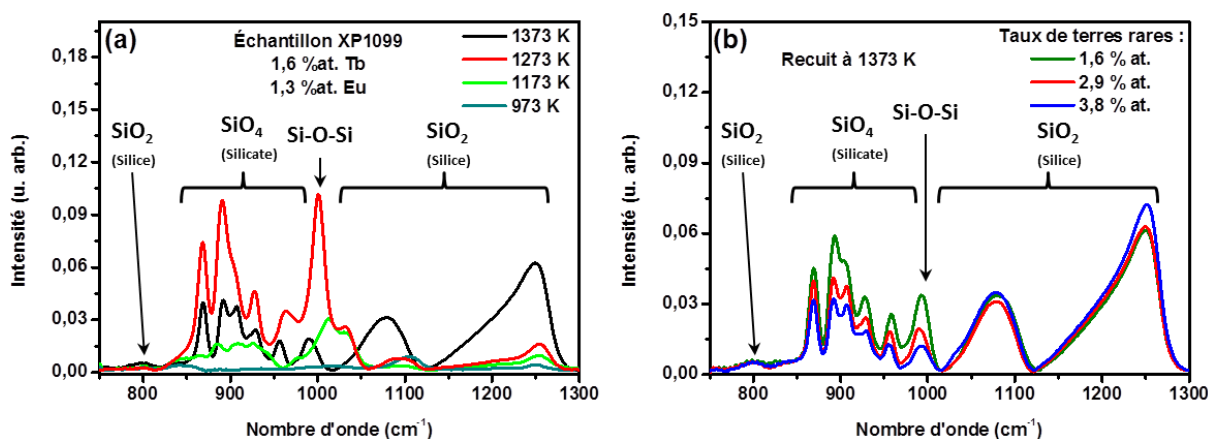 (a)
Échantillon XP1099
1,6 %at. Tb
1,3 %at. Eu
1373 K
1273 K
1173 K
973 K
SiO2
(Silice)
SiO4
(Silicate)
Si-O-Si
SiO2
(Silice)
0,18
0,15
0,12
0,09
0,06
0,03
0,00
Intensité (u. arb.)
800 900 1000 1100 1200 1300
Nombre d'onde (cm-1)
(b)
Recuit à 1373 K
Taux de terres rares :
1,6 % at.
2,9 % at.
3,8 % at.
SiO2
(Silice)
SiO4
(Silicate)
Si-O-Si
SiO2
(Silice)
0,15
0,12
0,09
0,06
0,03
0,00
Intensité (u. arb.)
800 900 1000 1100 1200 1300
Nombre d'onde (cm-1)